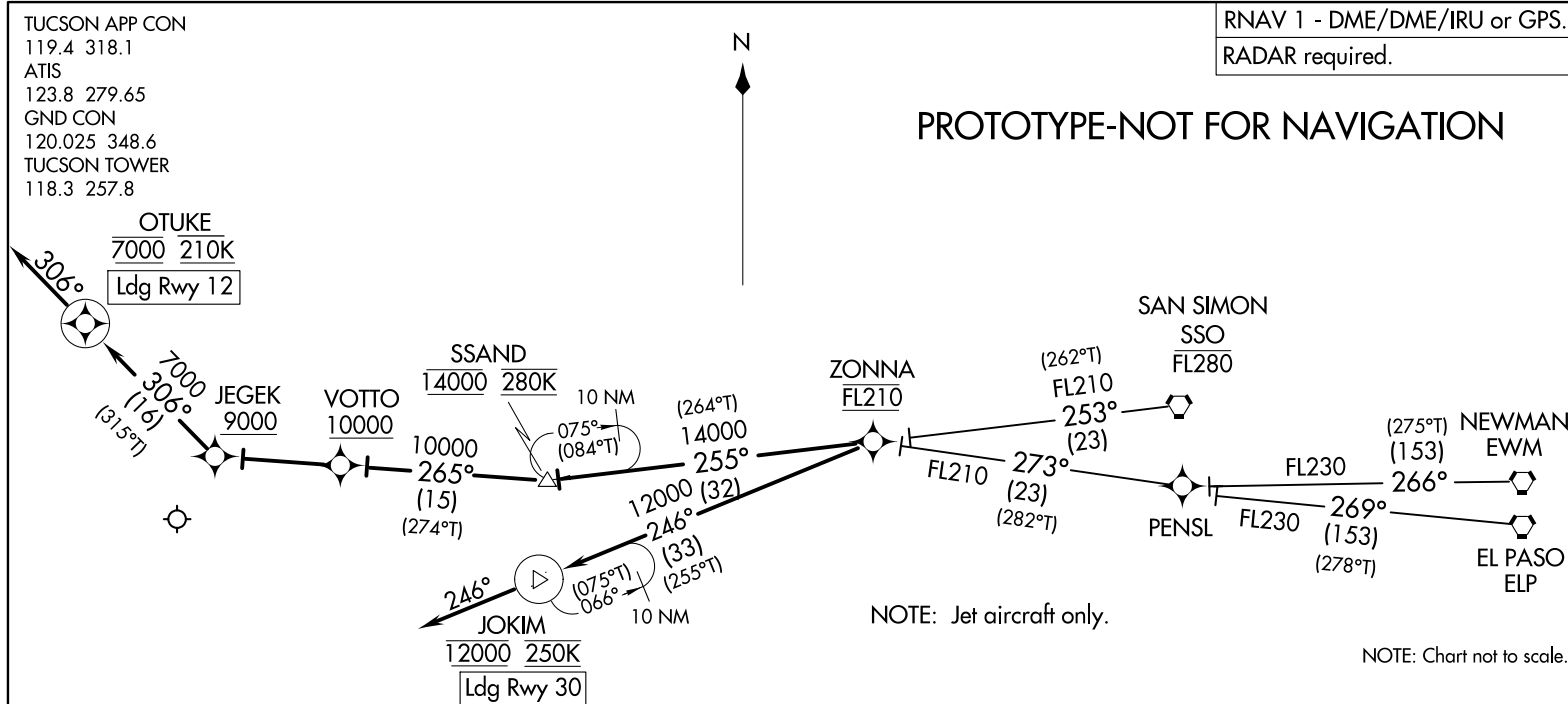 TUCSON APP CON
119.4 318.1
ATIS
123.8 279.65
GND CON
120.025 348.6
TUCSON TOWER
118.3 257.8
N
RNAV 1 - DME/DME/IRU or GPS.
RADAR required.
PROTOTYPE-NOT FOR NAVIGATION
OTUKE
7000 210K
Ldg Rwy 12
306°
7000
306°
(16)
(315°T)
JEGEK
9000
VOTTO
10000
10000
265°
(15)
(274°T)
SSAND
14000 280K
10 NM
075°
(084°T)
(264°T)
14000
255°
(32)
ZONNA
FL210
12000
246°
(33)
(255°T)
246°
(075°T)
066°
10 NM
JOKIM
12000 250K
Ldg Rwy 30
SAN SIMON
SSO
FL280
(262°T)
FL210
253°
(23)
FL210
273°
(23)
(282°T)
PENSL
(275°T)
(153)
FL230
266°
NEWMAN
EWM
FL230
269°
(153)
(278°T)
EL PASO
ELP
NOTE: Jet aircraft only.
NOTE: Chart not to scale.